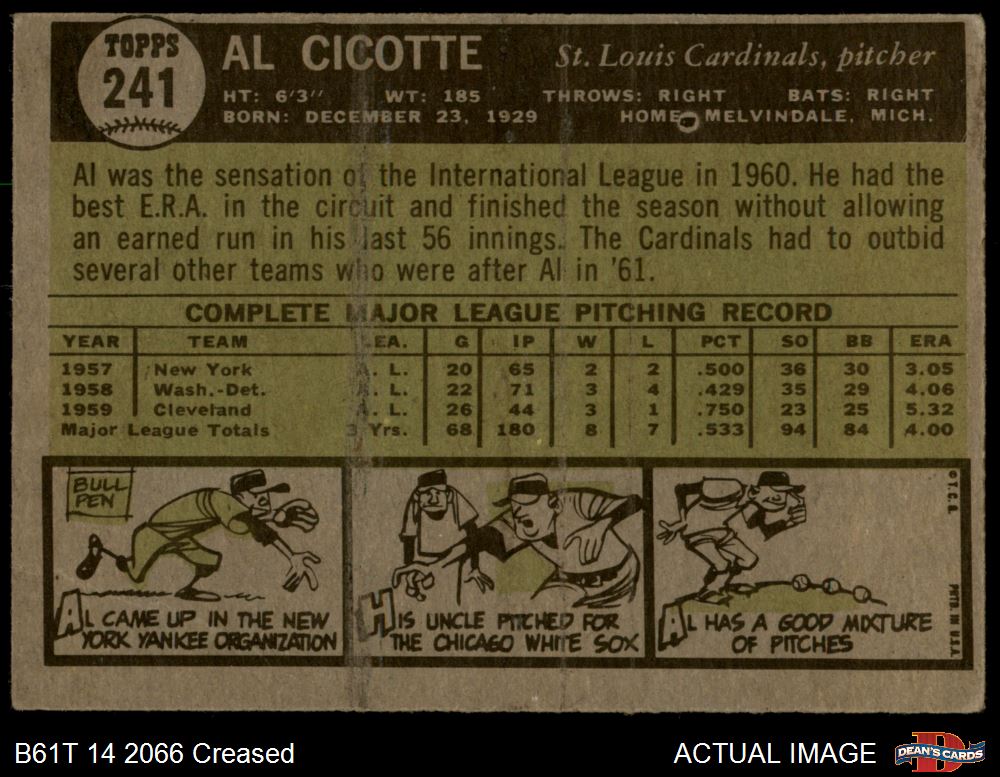 TOPPS
241
AL CICOTTE St. Louis Cardinals, pitcher
HT: 6'3" WT: 185 THROWS: RIGHT BATS: RIGHT
BORN: DECEMBER 23, 1929 HOME: MELVINDALE, MICH.
Al was the sensation of the International League in 1960. He had the
best E.R.A. in the circuit and finished the season without allowing
an earned run in his last 56 innings. The Cardinals had to outbid
several other teams who were after Al in '61.
COMPLETE MAJOR LEAGUE PITCHING RECORD
YEAR TEAM LEA. G IP W L PCT SO BB ERA
1957 New York A. L. 20 65 2 2 .500 36 30 3.05
1958 Wash.-Det. A. L. 22 71 3 4 .429 35 29 4.06
1959 Cleveland A. L. 26 44 3 1 .750 23 25 5.32
Major League Totals 3 Yrs. 68 180 8 7 .533 94 84 4.00
BULL
PEN
AL CAME UP IN THE NEW
YORK YANKEE ORGANIZATION
HIS UNCLE PITCHED FOR
THE CHICAGO WHITE SOX
AL HAS A GOOD MIXTURE
OF PITCHES
© T.C.G. PRTD. IN U.S.A.
B61T 14 2066 Creased
ACTUAL IMAGE
DEAN'S CARDS